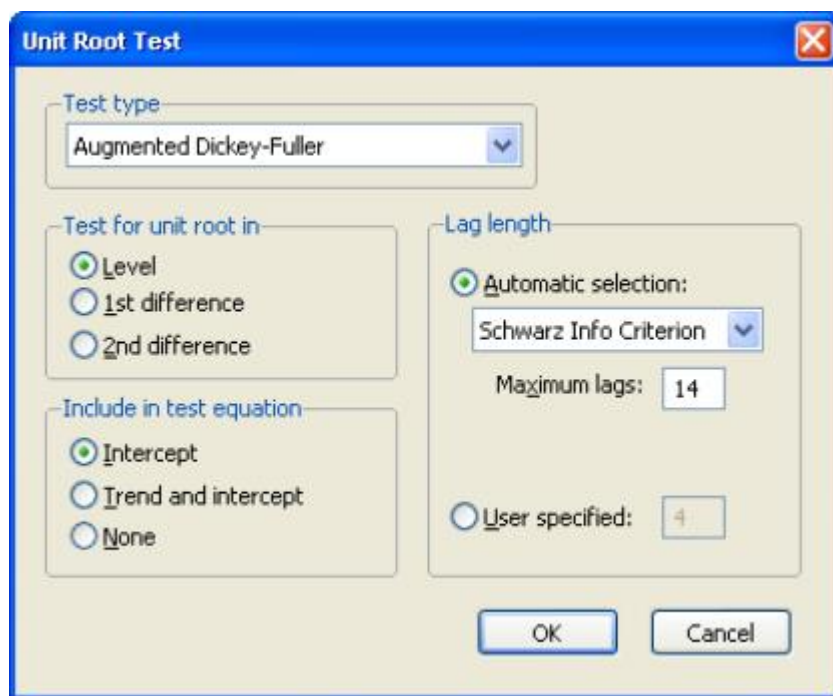 Unit Root Test
Test type
Augmented Dickey-Fuller
Test for unit root in
Level
1st difference
2nd difference
Include in test equation
Intercept
Trend and intercept
None
Lag length
Automatic selection:
Schwarz Info Criterion
Maximum lags: 14
User specified: 4
OK Cancel